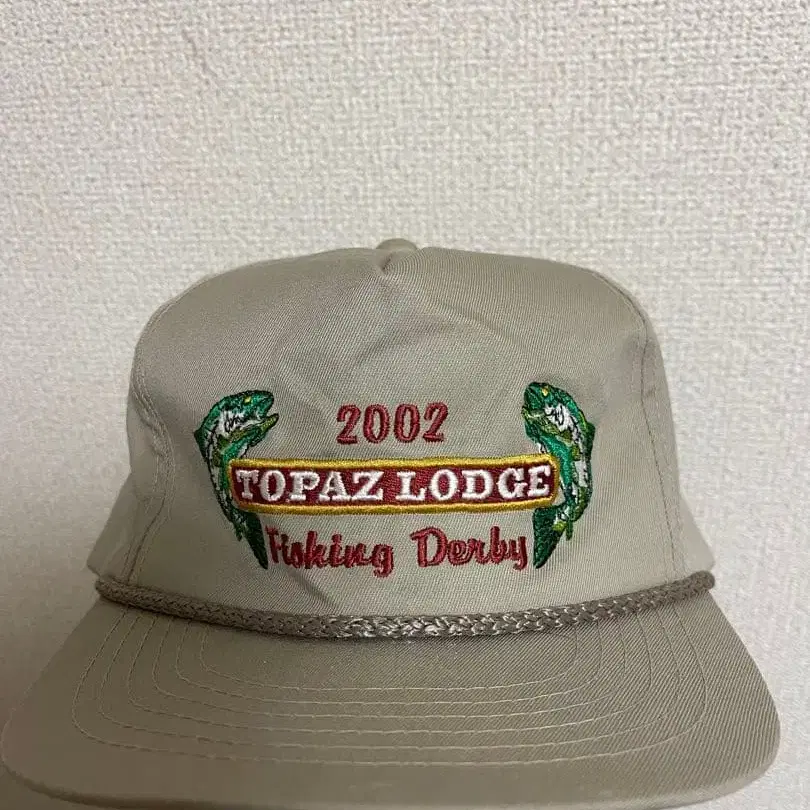 2002
TOPAZ LODGE
Fishing Derby